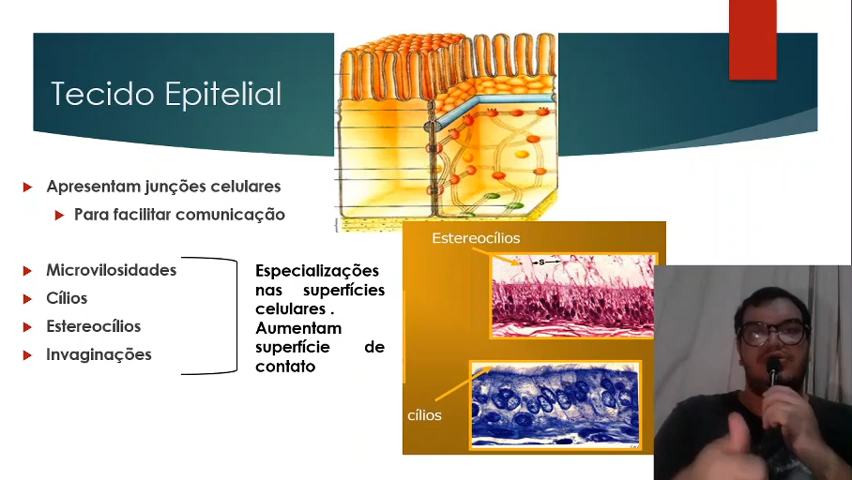 Tecido Epitelial
Apresentam junções celulares
Para facilitar comunicação
Microvilosidades
Cílios
Estereocílios
Invaginações
Especializações
nas superfícies
celulares .
Aumentam
superfície de
contato
Estereocílios
S
cílios